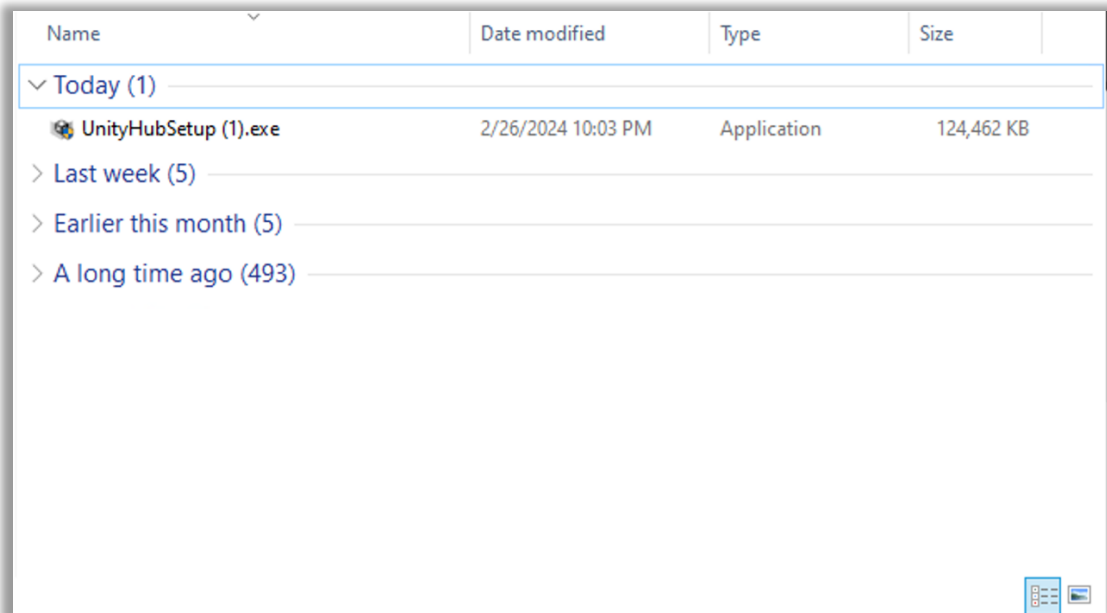 Name Date modified Type Size
Today (1)
UnityHubSetup (1).exe 2/26/2024 10:03 PM Application 124,462 KB
Last week (5)
Earlier this month (5)
A long time ago (493)